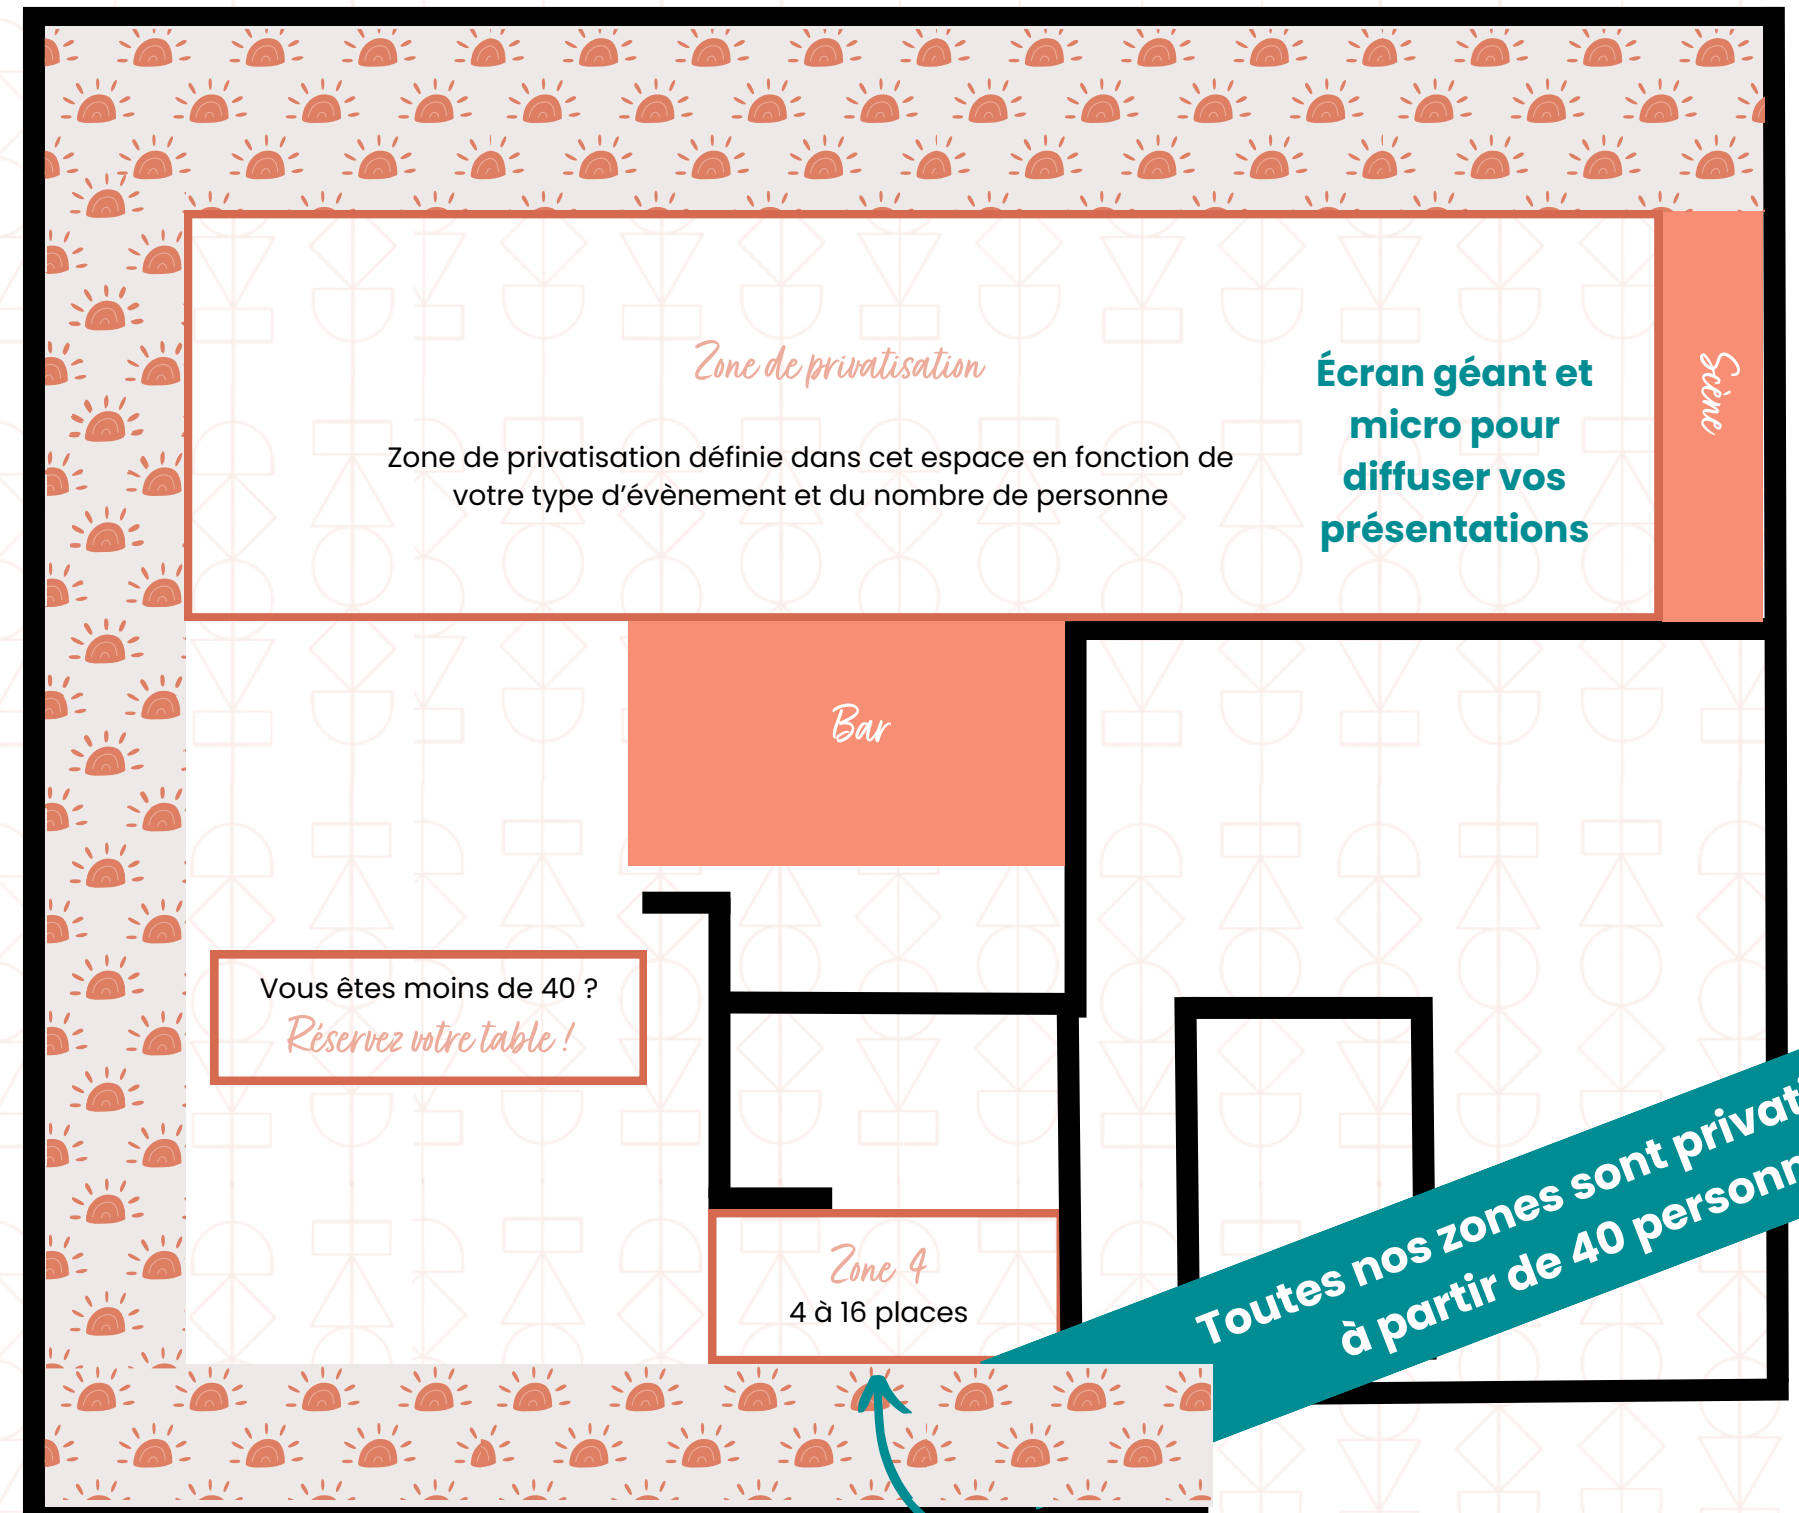 Zone de privatisation
Zone de privatisation définie dans cet espace en fonction de
votre type d'évènement et du nombre de personne
Écran géant et
micro pour
diffuser vos
présentations
Scène
Bar
Vous êtes moins de 40 ?
Réservez votre table !
Zone 4
4 à 16 places
Toutes nos zones sont
à partir de 40